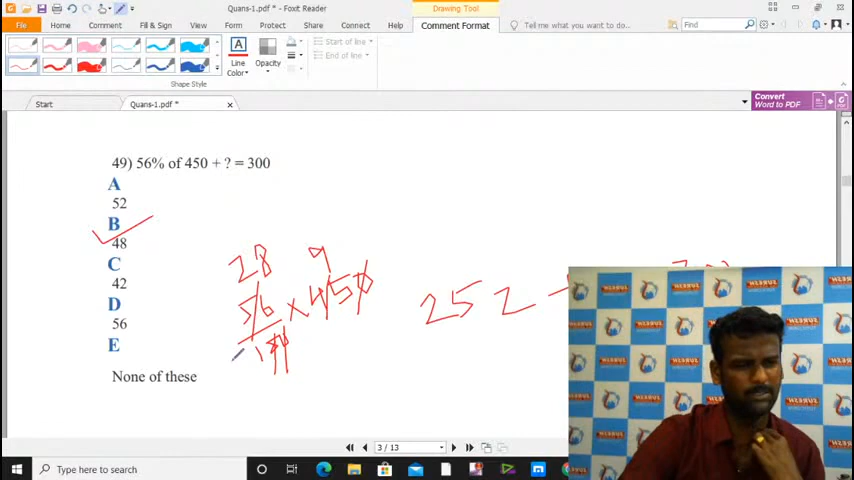 Quans-1.pdf * - Foxt Reader
Drawing Tool
File
Home
Comment
Fill & Sign
View
Form
Protect
Share
Connect
Help
Comment Format
Tell me what you want to do...
Find
Line
Color
Opacity
Start of line
End of line
Shape Style
Start
Quans-1.pdf *
Convert
Word to PDF
49) 56% of 450 + ? = 300
A
52
B
48
C
42
D
56
E
None of these
28 9
56 × 450
252
3 / 13
Type here to search